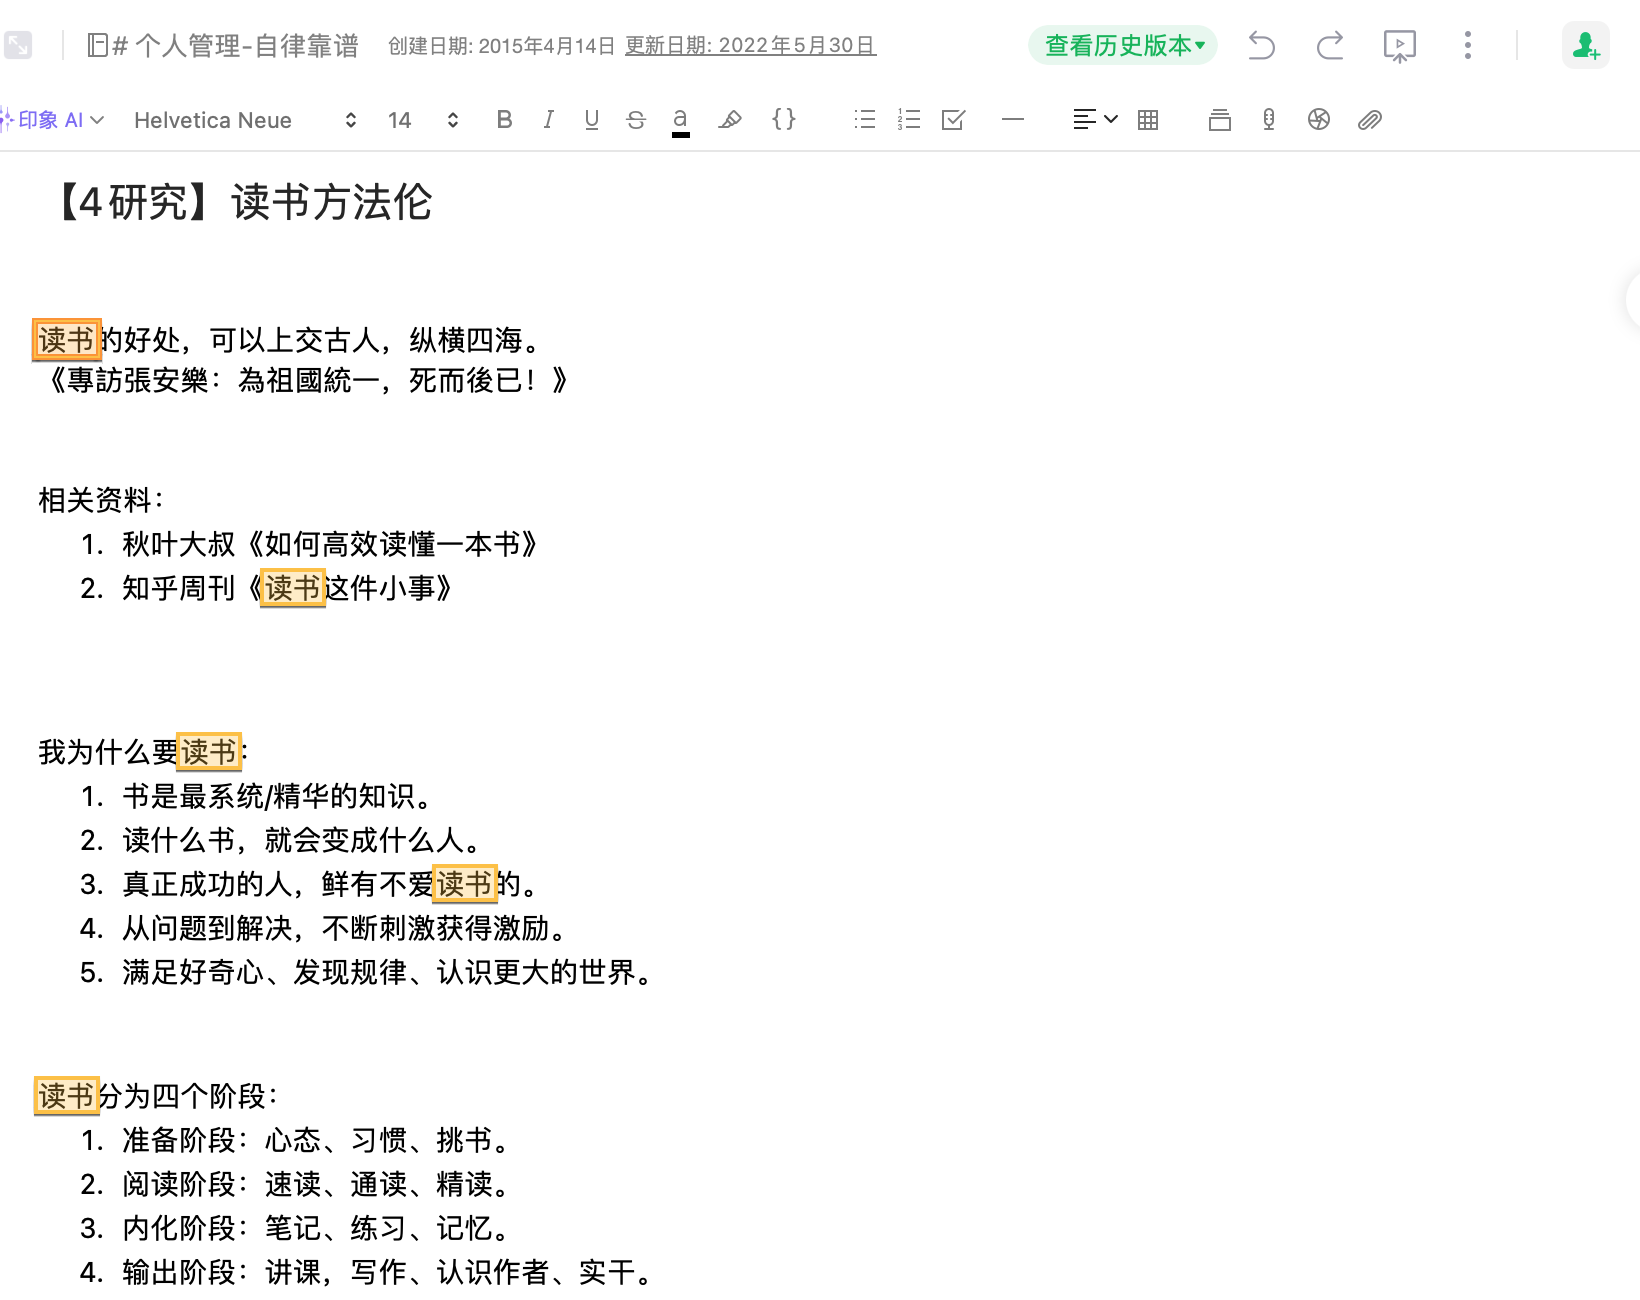 # 个人管理-自律靠谱 创建日期: 2015年4月14日 更新日期: 2022年5月30日 查看历史版本▾
印象 AI Helvetica Neue 14 B I U S a {}
【4研究】读书方法伦
读书的好处，可以上交古人，纵横四海。
《專訪張安樂：為祖國統一，死而後已！》
相关资料：
1. 秋叶大叔《如何高效读懂一本书》
2. 知乎周刊《读书这件小事》
我为什么要读书：
1. 书是最系统/精华的知识。
2. 读什么书，就会变成什么人。
3. 真正成功的人，鲜有不爱读书的。
4. 从问题到解决，不断刺激获得激励。
5. 满足好奇心、发现规律、认识更大的世界。
读书分为四个阶段：
1. 准备阶段：心态、习惯、挑书。
2. 阅读阶段：速读、通读、精读。
3. 内化阶段：笔记、练习、记忆。
4. 输出阶段：讲课，写作、认识作者、实干。